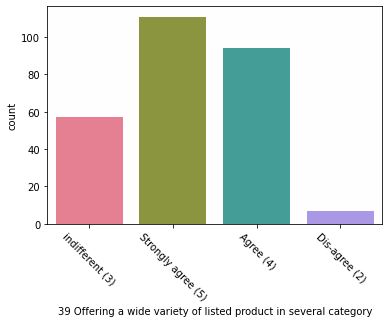 100
80
60
40
20
0
count
indifferent (3)
Strongly agree (5)
Agree (4)
Dis-agree (2)
39 Offering a wide variety of listed product in several category